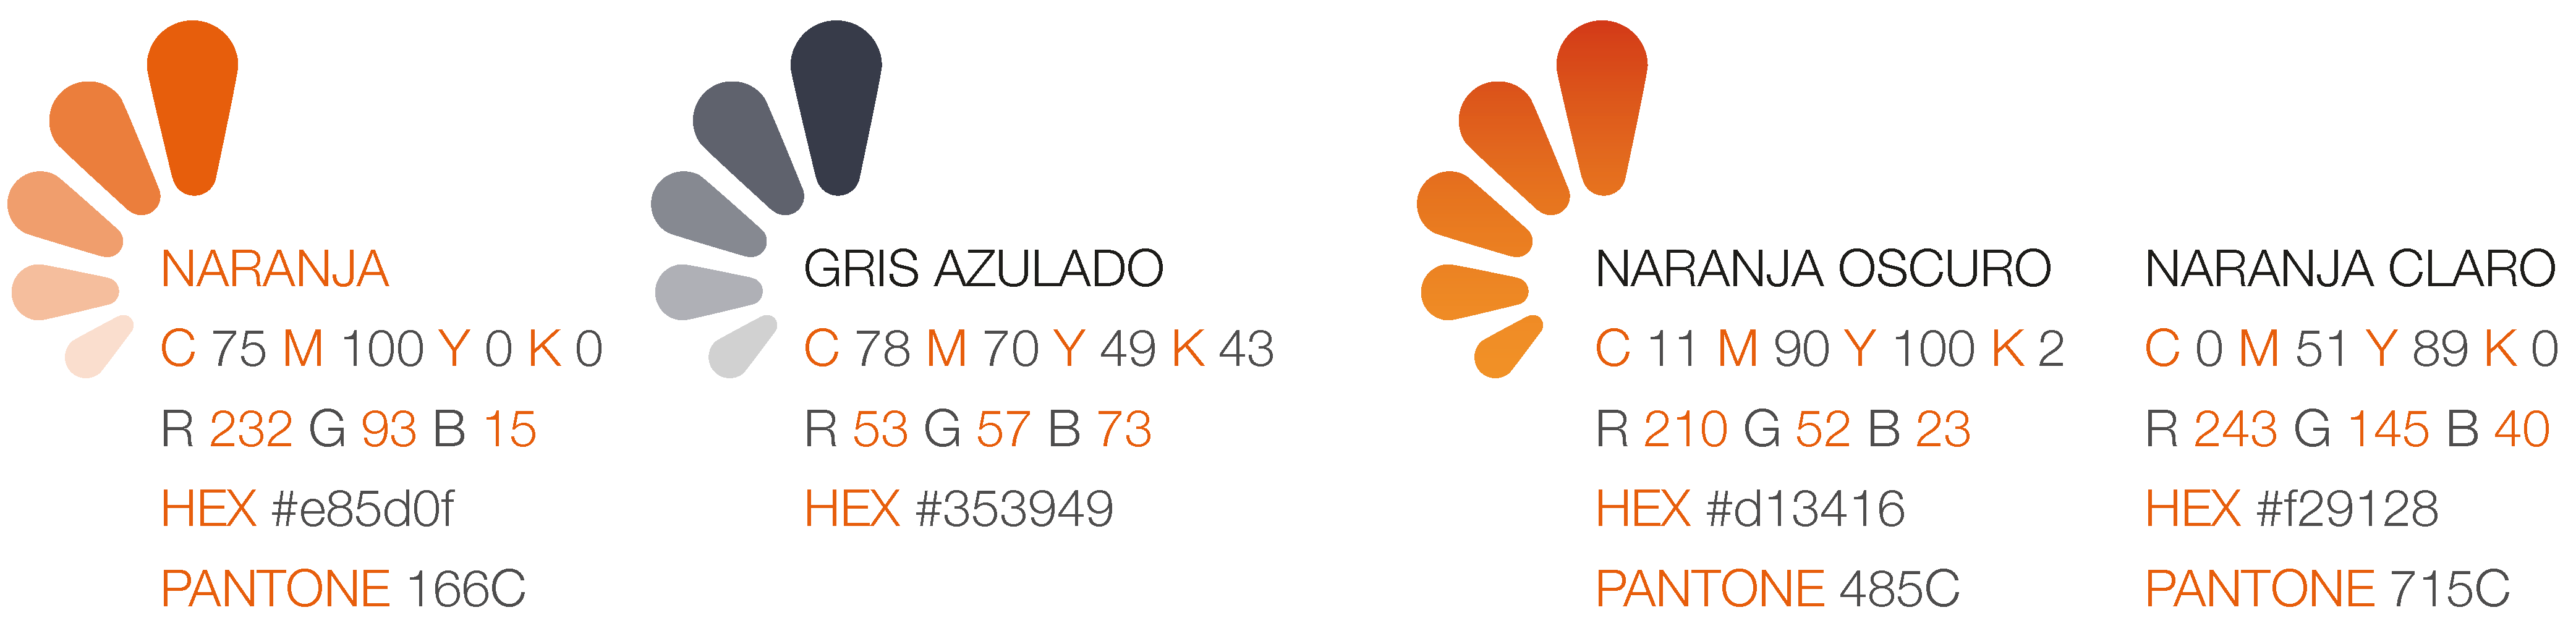 NARANJA
C 75 M 100 Y 0 K 0
R 232 G 93 B 15
HEX #e85d0f
PANTONE 166C
GRIS AZULADO
C 78 M 70 Y 49 K 43
R 53 G 57 B 73
HEX #353949
NARANJA OSCURO
C 11 M 90 Y 100 K 2
R 210 G 52 B 23
HEX #d13416
PANTONE 485C
NARANJA CLARO
C 0 M 51 Y 89 K 0
R 243 G 145 B 40
HEX #f29128
PANTONE 715C